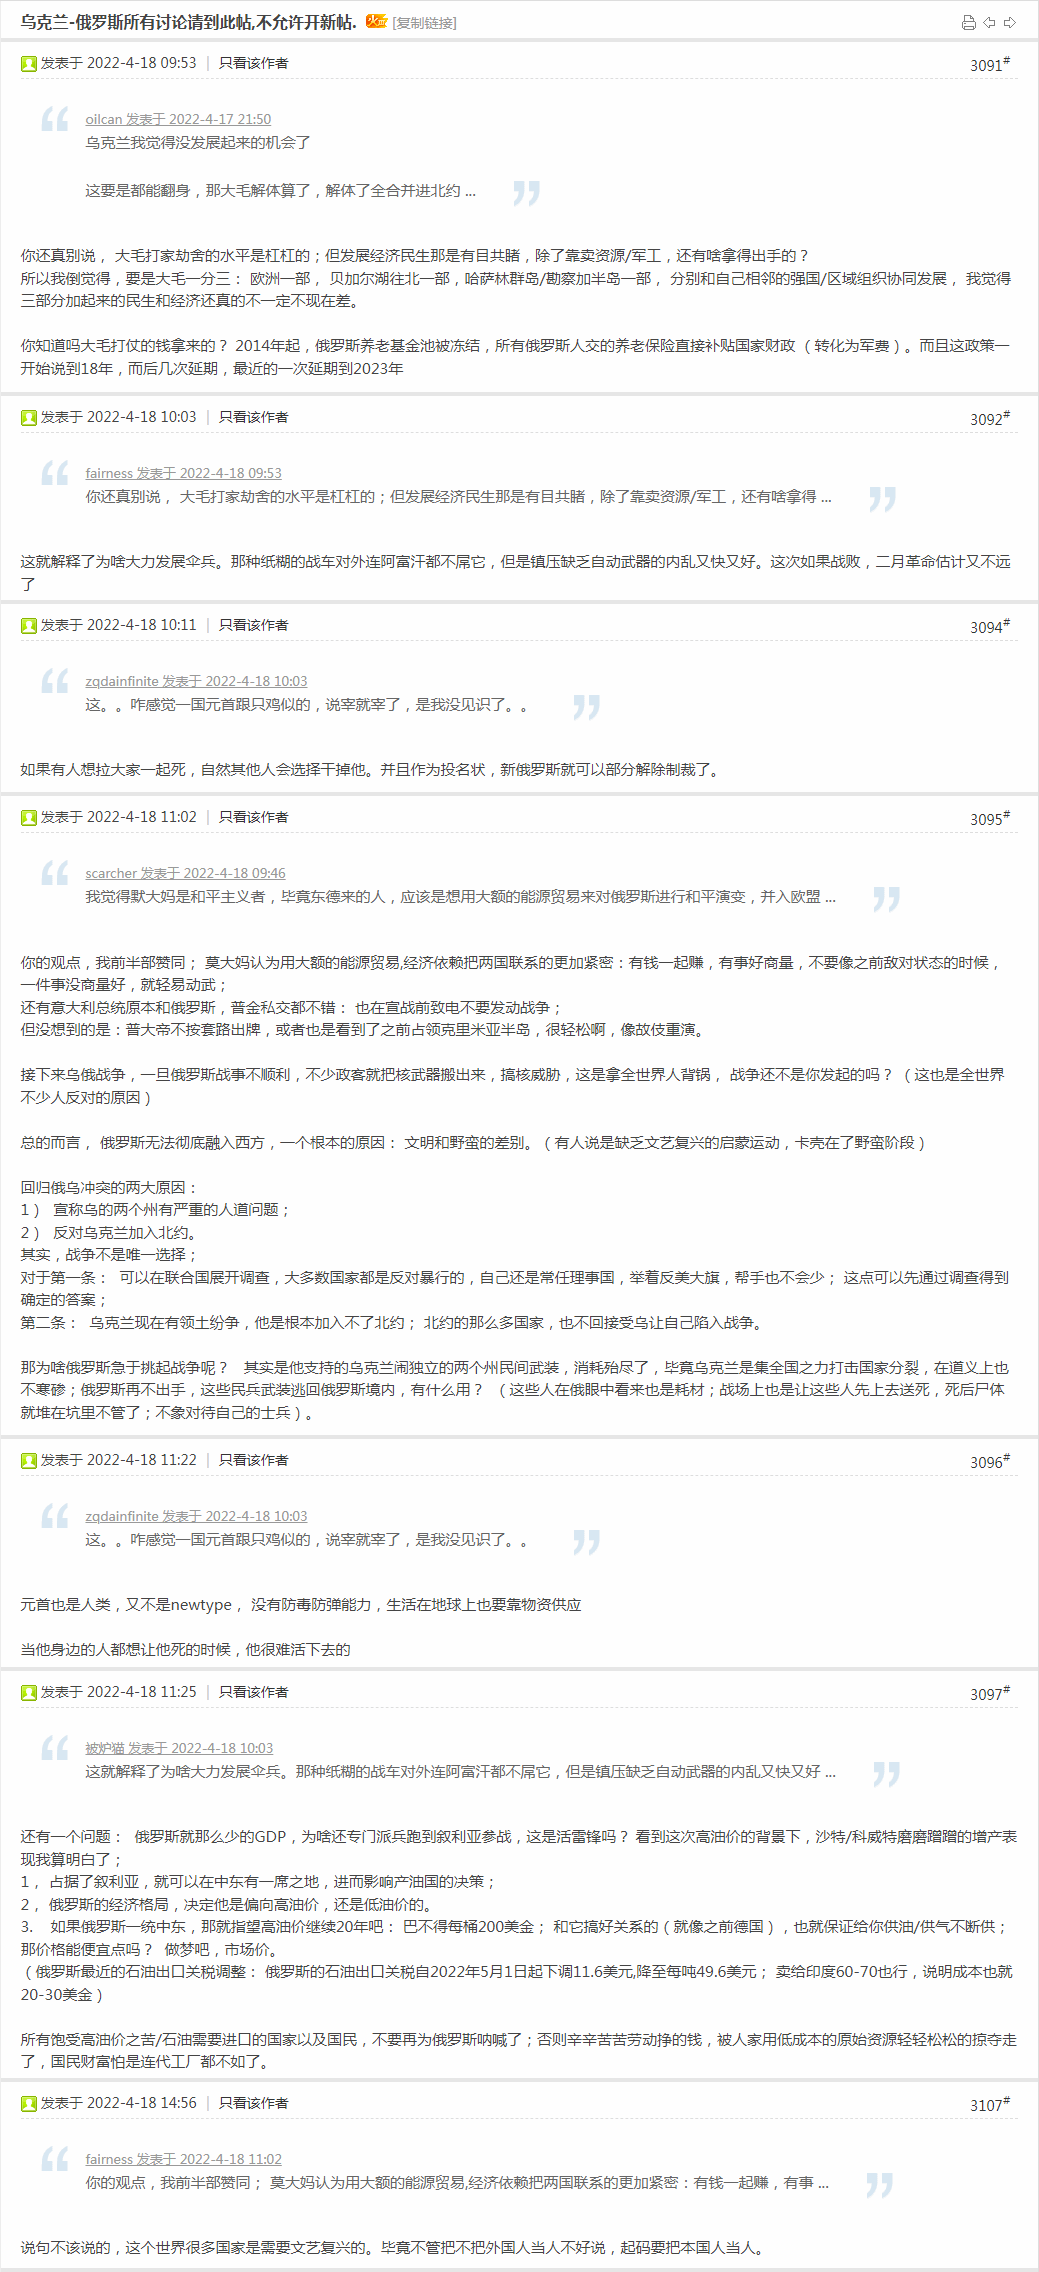 乌克兰-俄罗斯所有讨论请到此帖,不允许开新帖. 火 [复制链接]
发表于 2022-4-18 09:53 | 只看该作者 3091#
oilcan 发表于 2022-4-17 21:50
乌克兰我觉得没发展起来的机会了
这要是都能翻身，那大毛解体算了，解体了全合并进北约 ...
你还真别说， 大毛打家劫舍的水平是杠杠的；但发展经济民生那是有目共睹，除了靠卖资源/军工，还有啥拿得出手的？
所以我倒觉得，要是大毛一分三： 欧洲一部， 贝加尔湖往北一部，哈萨林群岛/勘察加半岛一部， 分别和自己相邻的强国/区域组织协同发展， 我觉得
三部分加起来的民生和经济还真的不一定不现在差。
你知道吗大毛打仗的钱拿来的？ 2014年起，俄罗斯养老基金池被冻结，所有俄罗斯人交的养老保险直接补贴国家财政 （转化为军费）。而且这政策一
开始说到18年，而后几次延期，最近的一次延期到2023年
发表于 2022-4-18 10:03 | 只看该作者 3092#
fairness 发表于 2022-4-18 09:53
你还真别说， 大毛打家劫舍的水平是杠杠的；但发展经济民生那是有目共睹，除了靠卖资源/军工，还有啥拿得 ...
这就解释了为啥大力发展伞兵。那种纸糊的战车对外连阿富汗都不屌它，但是镇压缺乏自动武器的内乱又快又好。这次如果战败，二月革命估计又不远
了
发表于 2022-4-18 10:11 | 只看该作者 3094#
zqdainfinite 发表于 2022-4-18 10:03
这。。咋感觉一国元首跟只鸡似的，说宰就宰了，是我没见识了。。
如果有人想拉大家一起死，自然其他人会选择干掉他。并且作为投名状，新俄罗斯就可以部分解除制裁了。
发表于 2022-4-18 11:02 | 只看该作者 3095#
scarcher 发表于 2022-4-18 09:46
我觉得默大妈是和平主义者，毕竟东德来的人，应该是想用大额的能源贸易来对俄罗斯进行和平演变，并入欧盟 ...
你的观点，我前半部赞同； 莫大妈认为用大额的能源贸易,经济依赖把两国联系的更加紧密：有钱一起赚，有事好商量，不要像之前敌对状态的时候，
一件事没商量好，就轻易动武；
还有意大利总统原本和俄罗斯，普金私交都不错： 也在宣战前致电不要发动战争；
但没想到的是：普大帝不按套路出牌，或者也是看到了之前占领克里米亚半岛，很轻松啊，像故伎重演。
接下来乌俄战争，一旦俄罗斯战事不顺利，不少政客就把核武器搬出来，搞核威胁，这是拿全世界人背锅， 战争还不是你发起的吗？ （这也是全世界
不少人反对的原因）
总的而言， 俄罗斯无法彻底融入西方，一个根本的原因： 文明和野蛮的差别。（有人说是缺乏文艺复兴的启蒙运动，卡壳在了野蛮阶段）
回归俄乌冲突的两大原因：
1） 宣称乌的两个州有严重的人道问题；
2） 反对乌克兰加入北约。
其实，战争不是唯一选择；
对于第一条： 可以在联合国展开调查，大多数国家都是反对暴行的，自己还是常任理事国，举着反美大旗，帮手也不会少； 这点可以先通过调查得到
确定的答案；
第二条： 乌克兰现在有领土纷争，他是根本加入不了北约； 北约的那么多国家，也不回接受乌让自己陷入战争。
那为啥俄罗斯急于挑起战争呢？ 其实是他支持的乌克兰闹独立的两个州民间武装，消耗殆尽了，毕竟乌克兰是集全国之力打击国家分裂，在道义上也
不寒碜；俄罗斯再不出手，这些民兵武装逃回俄罗斯境内，有什么用？ （这些人在俄眼中看来也是耗材；战场上也是让这些人先上去送死，死后尸体
就堆在坑里不管了；不象对待自己的士兵）。
发表于 2022-4-18 11:22 | 只看该作者 3096#
zqdainfinite 发表于 2022-4-18 10:03
这。。咋感觉一国元首跟只鸡似的，说宰就宰了，是我没见识了。。
元首也是人类，又不是newtype， 没有防毒防弹能力，生活在地球上也要靠物资供应
当他身边的人都想让他死的时候，他很难活下去的
发表于 2022-4-18 11:25 | 只看该作者 3097#
被炉猫 发表于 2022-4-18 10:03
这就解释了为啥大力发展伞兵。那种纸糊的战车对外连阿富汗都不屌它，但是镇压缺乏自动武器的内乱又快又好 ...
还有一个问题： 俄罗斯就那么少的GDP，为啥还专门派兵跑到叙利亚参战，这是活雷锋吗？ 看到这次高油价的背景下，沙特/科威特磨磨蹭蹭的增产表
现我算明白了；
1， 占据了叙利亚，就可以在中东有一席之地，进而影响产油国的决策；
2， 俄罗斯的经济格局，决定他是偏向高油价，还是低油价的。
3. 如果俄罗斯一统中东，那就指望高油价继续20年吧： 巴不得每桶200美金； 和它搞好关系的（就像之前德国），也就保证给你供油/供气不断供；
那价格能便宜点吗？ 做梦吧，市场价。
（俄罗斯最近的石油出口关税调整： 俄罗斯的石油出口关税自2022年5月1日起下调11.6美元,降至每吨49.6美元； 卖给印度60-70也行，说明成本也就
20-30美金）
所有饱受高油价之苦/石油需要进口的国家以及国民，不要再为俄罗斯呐喊了；否则辛辛苦苦劳动挣的钱，被人家用低成本的原始资源轻轻松松的掠夺走
了，国民财富怕是连代工厂都不如了。
发表于 2022-4-18 14:56 | 只看该作者 3107#
fairness 发表于 2022-4-18 11:02
你的观点，我前半部赞同； 莫大妈认为用大额的能源贸易,经济依赖把两国联系的更加紧密：有钱一起赚，有事 ...
说句不该说的，这个世界很多国家是需要文艺复兴的。毕竟不管把不把外国人当人不好说，起码要把本国人当人。